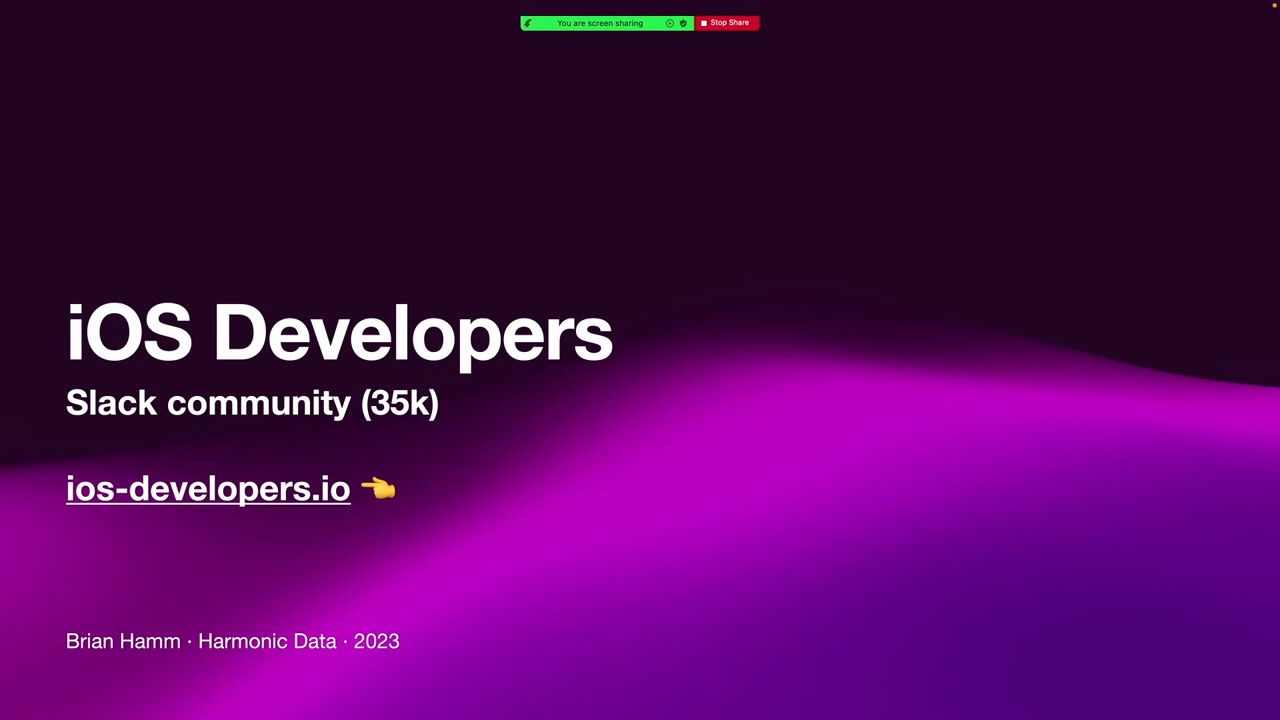 You are screen sharing
Stop Share
iOS Developers
Slack community (35k)
ios-developers.io 👈
Brian Hamm · Harmonic Data · 2023